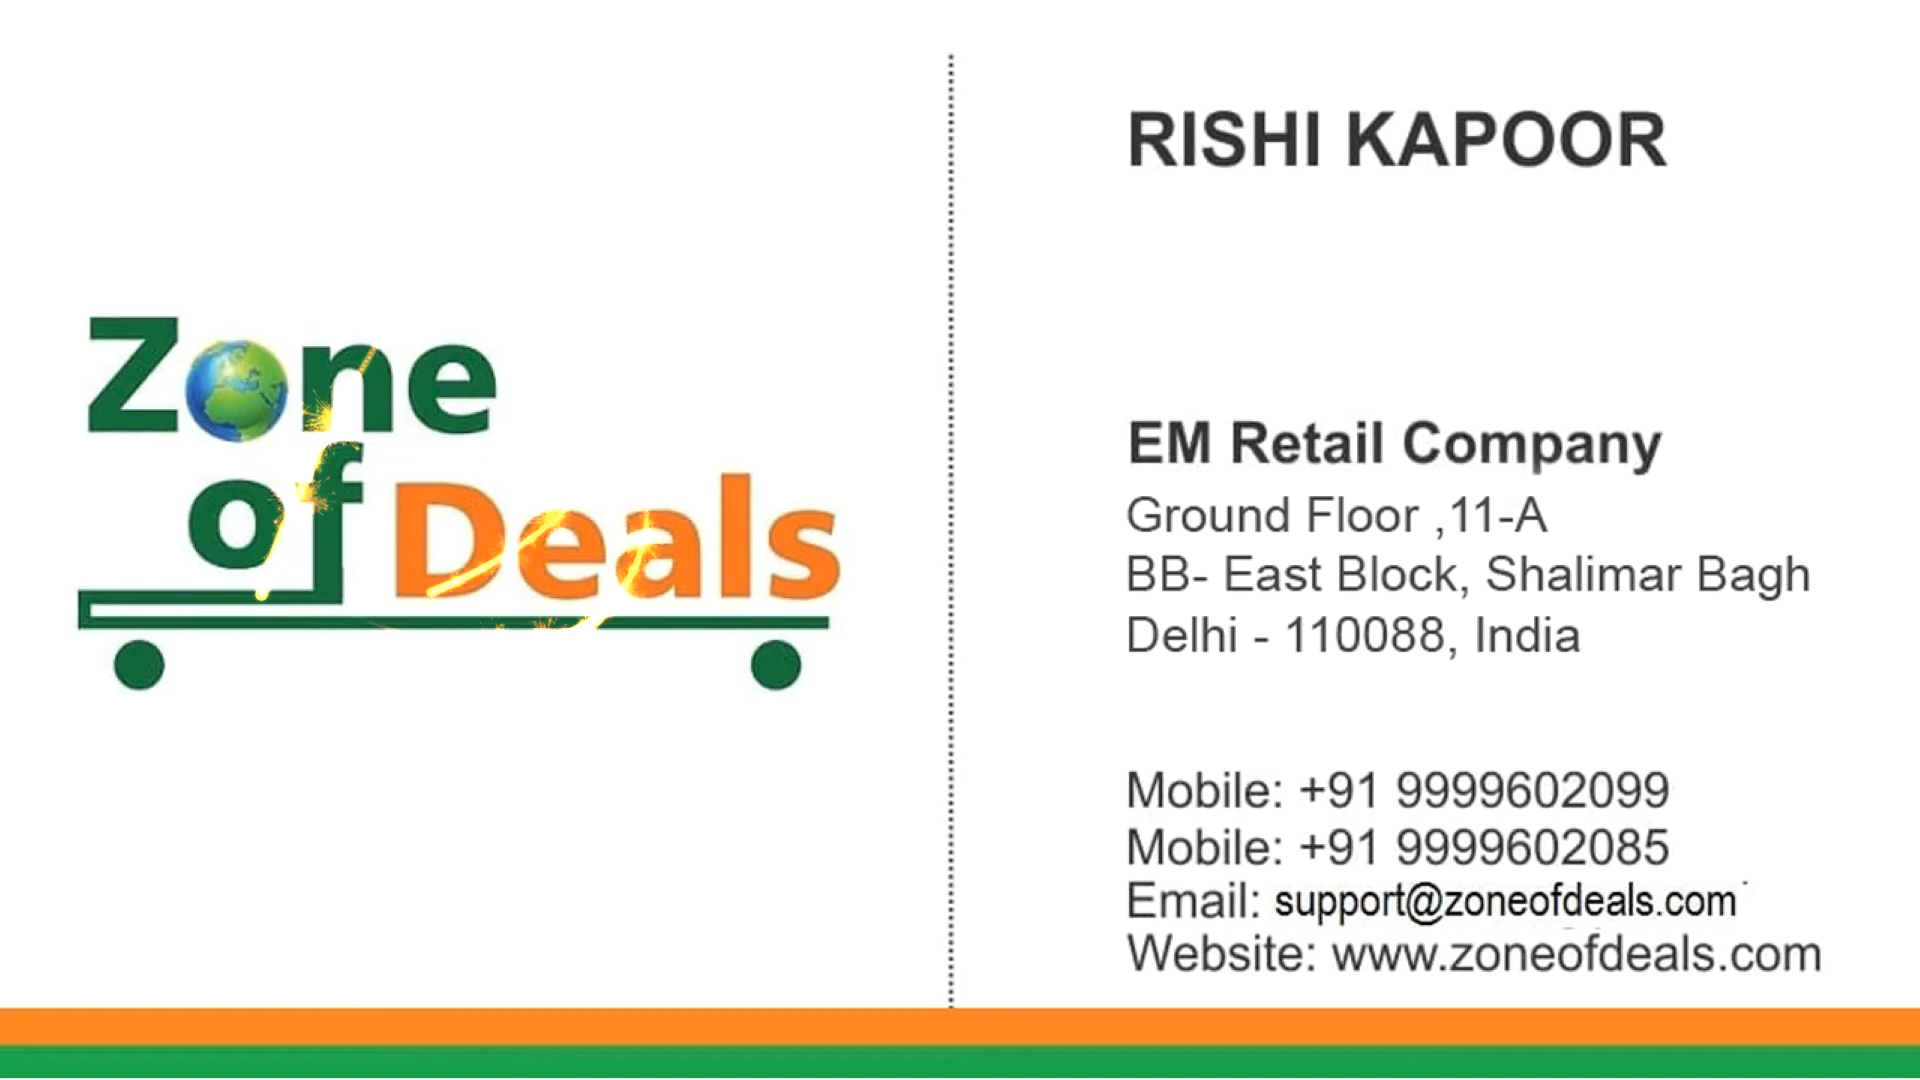 Zone
of Deals
RISHI KAPOOR
EM Retail Company
Ground Floor ,11-A
BB- East Block, Shalimar Bagh
Delhi - 110088, India
Mobile: +91 9999602099
Mobile: +91 9999602085
Email: support@zoneofdeals.com
Website: www.zoneofdeals.com